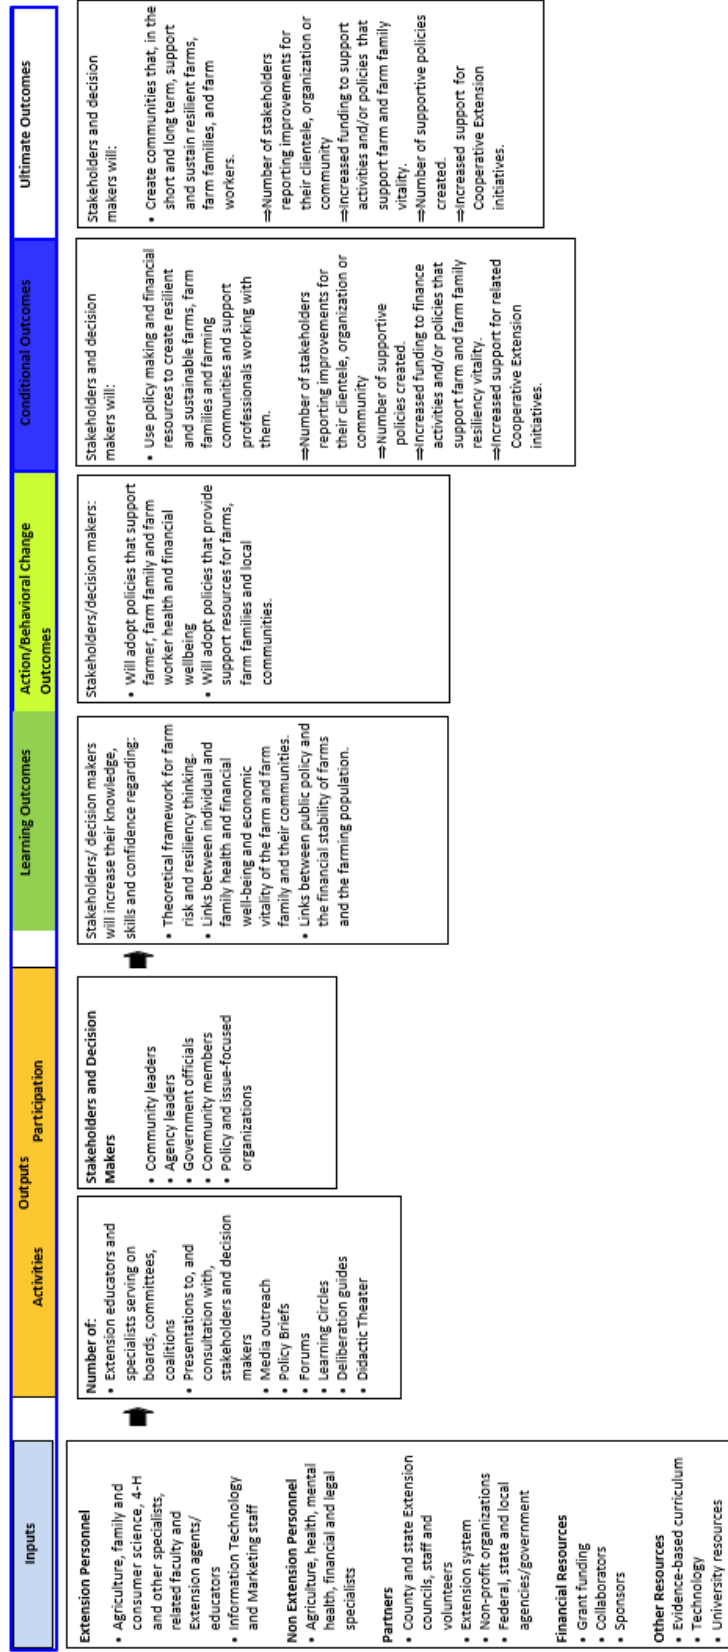 Inputs
Outputs
Activities
Participation
Learning Outcomes
Action/Behavioral Change
Outcomes
Conditional Outcomes
Ultimate Outcomes
Extension Personnel
• Agriculture, family and
consumer science, 4-H
and other specialists,
related faculty and
Extension agents/
educators
• Information Technology
and Marketing staff
Non Extension Personnel
• Agriculture, health, mental
health, financial and legal
specialists
Partners
• County and state Extension
councils, staff and
volunteers
• Extension system
• Non-profit organizations
• Federal, state and local
agencies/government
Financial Resources
• Grant funding
• Collaborators
• Sponsors
Other Resources
• Evidence-based curriculum
• Technology
• University resources
Number of:
• Extension educators and
specialists serving on
boards, committees,
coalitions
• Presentations to, and
consultation with,
stakeholders and decision
makers
• Media outreach
• Policy Briefs
• Forums
• Learning Circles
• Deliberation guides
• Didactic Theater
Stakeholders and Decision
Makers
• Community leaders
• Agency leaders
• Government officials
• Community members
• Policy and issue-focused
organizations
Stakeholders/ decision makers
will increase their knowledge,
skills and confidence regarding:
• Theoretical framework for farm
risk and resiliency thinking.
• Links between individual and
family health and financial
well-being and economic
vitality of the farm and farm
family and their communities.
• Links between public policy and
the financial stability of farms
and the farming population.
Stakeholders/decision makers:
• Will adopt policies that support
farmer, farm family and farm
worker health and financial
wellbeing
• Will adopt policies that provide
support resources for farms,
farm families and local
communities.
Stakeholders and decision
makers will:
• Use policy making and financial
resources to create resilient
and sustainable farms, farm
families and farming
communities and support
professionals working with
them.
⇒Number of stakeholders
reporting improvements for
their clientele, organization or
community
⇒Number of supportive
policies created.
⇒Increased funding to finance
activities and/or policies that
support farm and farm family
resiliency vitality.
⇒Increased support for related
Cooperative Extension
initiatives.
Stakeholders and decision
makers will:
• Create communities that, in the
short and long term, support
and sustain resilient farms,
farm families, and farm
workers.
⇒Number of stakeholders
reporting improvements for
their clientele, organization or
community
⇒Increased funding to support
activities and/or policies that
support farm and farm family
vitality.
⇒Number of supportive policies
created.
⇒Increased support for
Cooperative Extension
initiatives.